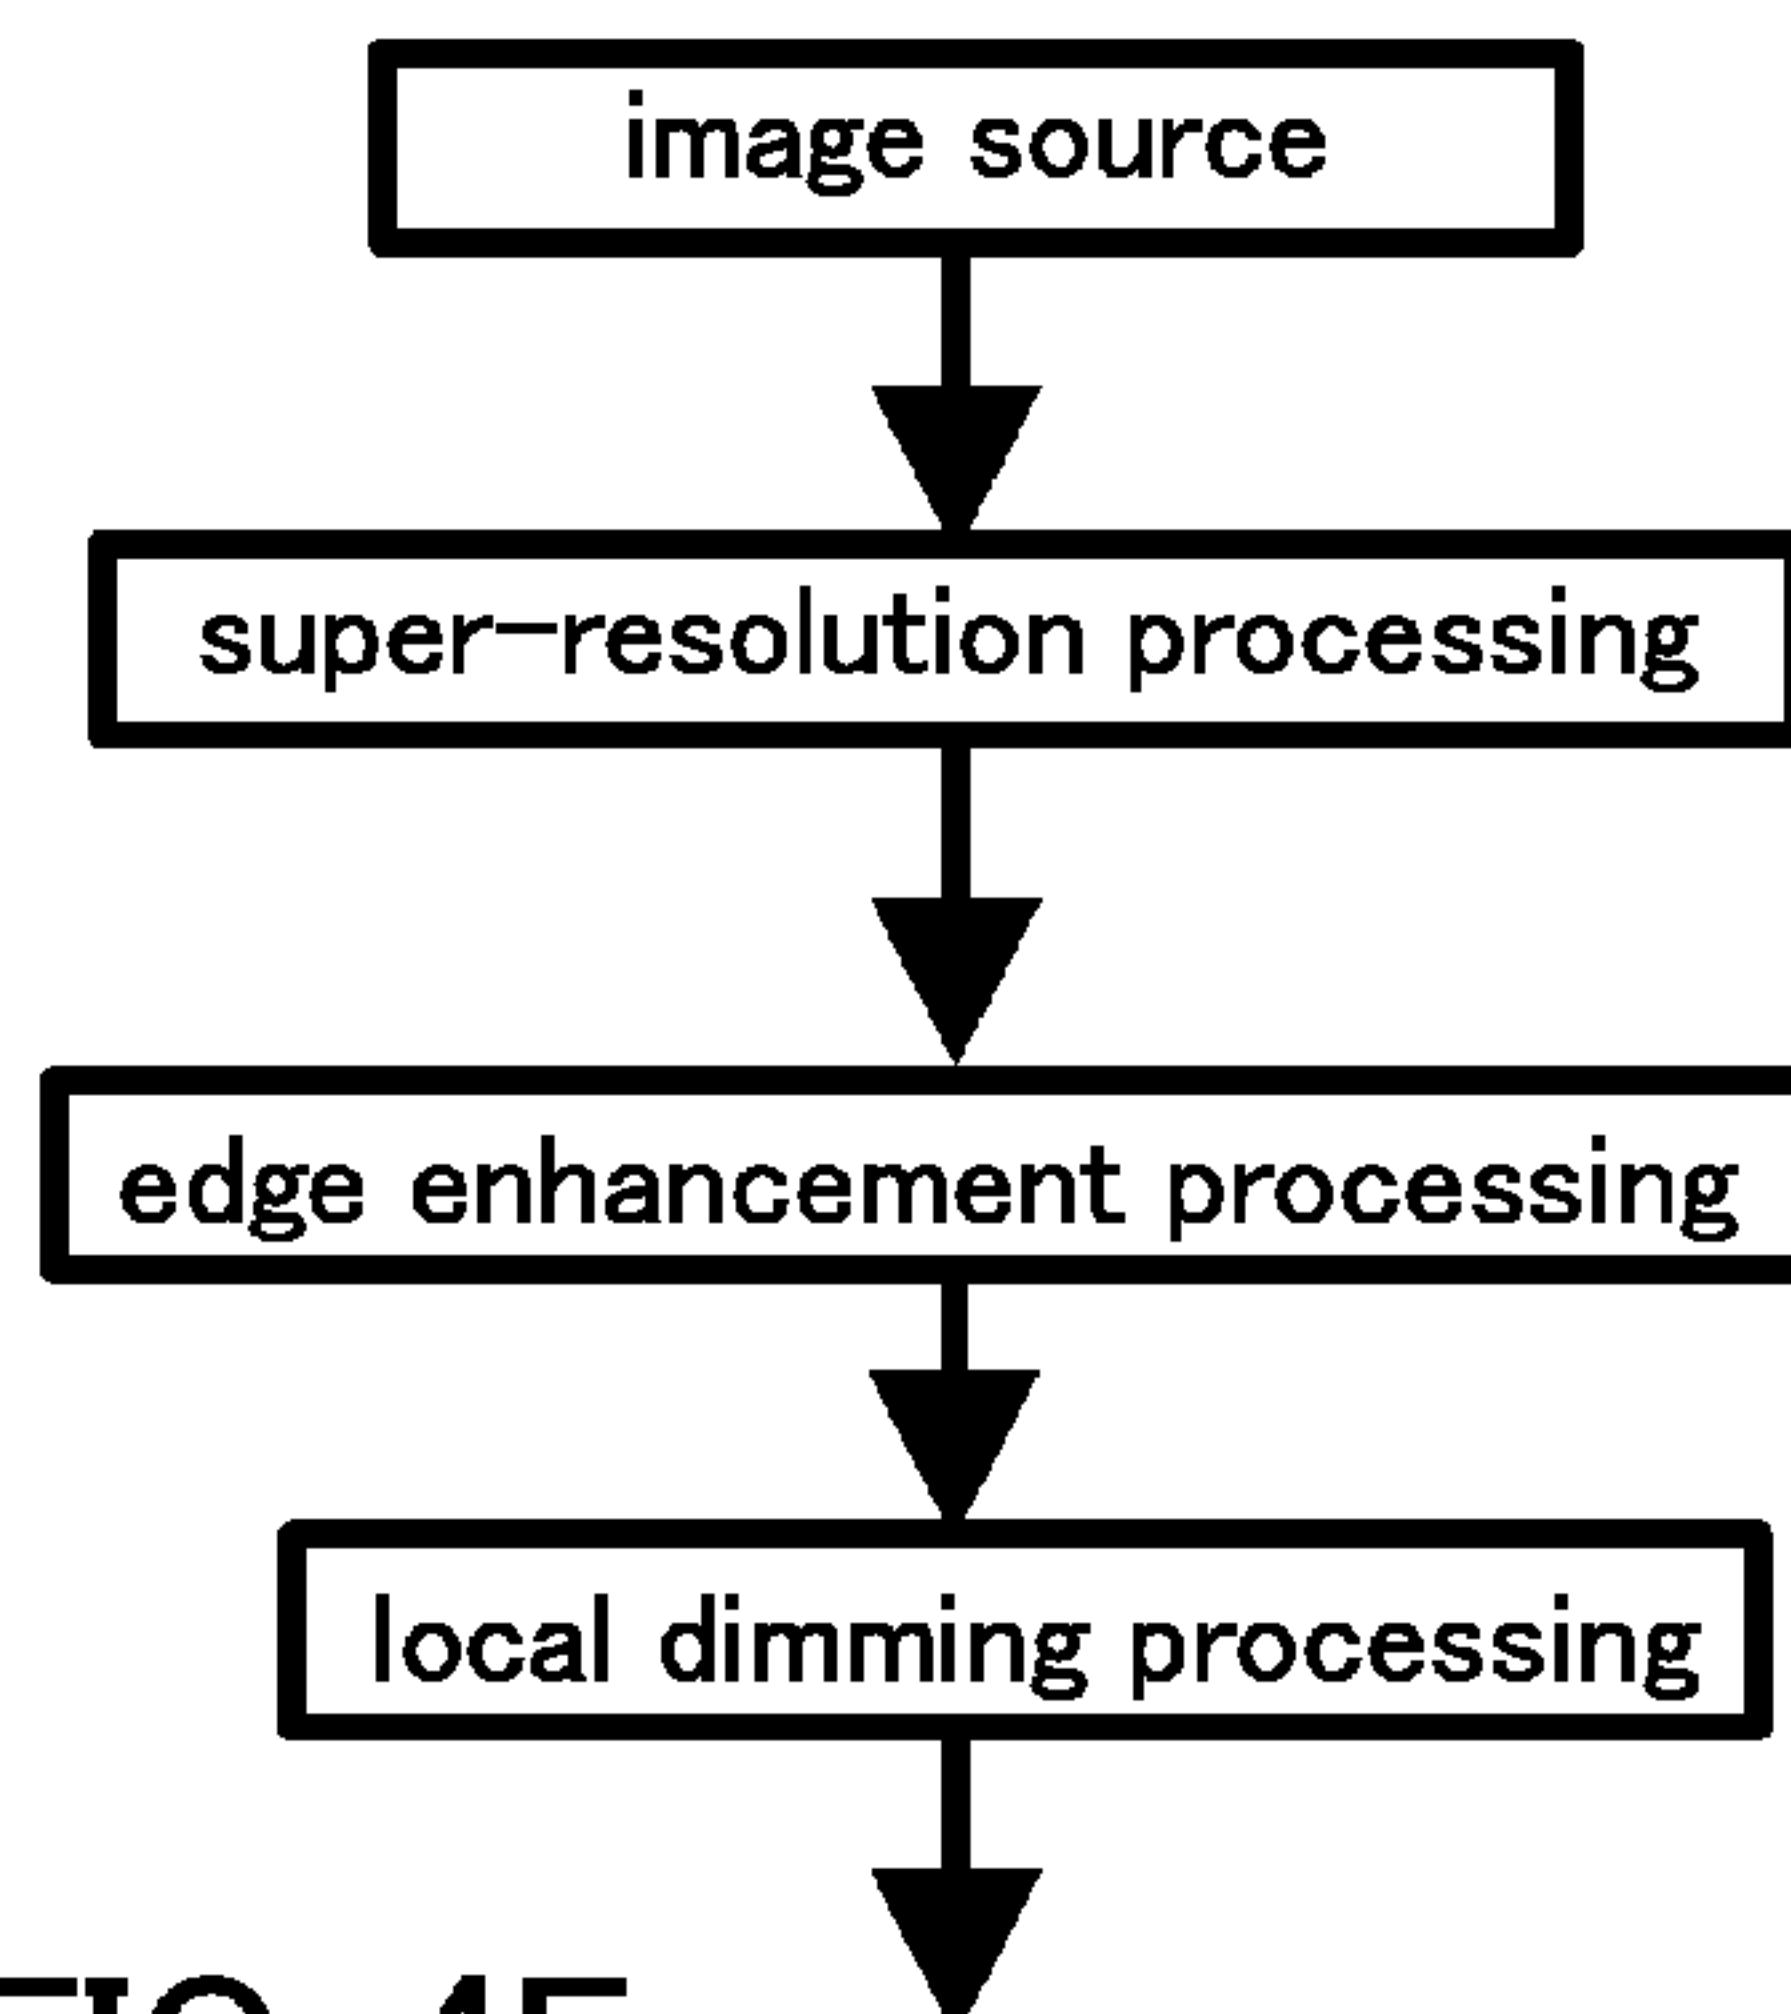 image source
super-resolution processing
edge enhancement processing
local dimming processing